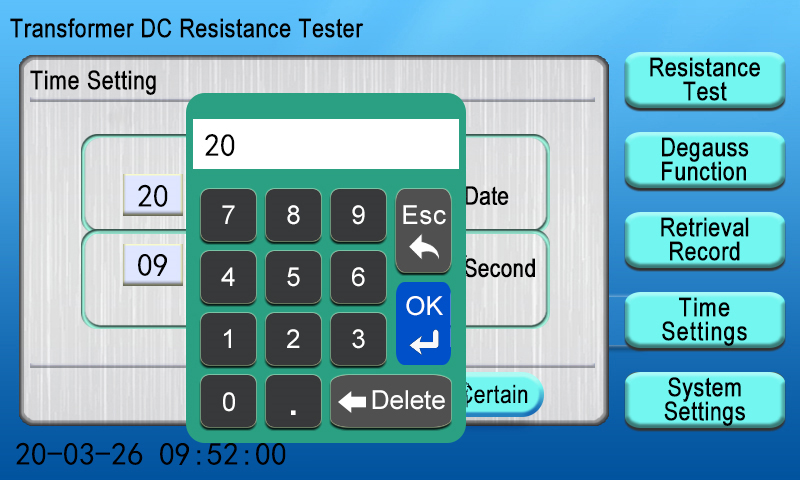 Transformer DC Resistance Tester
Time Setting
20
20
Date
09
Second
7 8 9 Esc
4 5 6
OK
1 2 3
0 . Delete
Certain
Resistance
Test
Degauss
Function
Retrieval
Record
Time
Settings
System
Settings
20-03-26 09:52:00